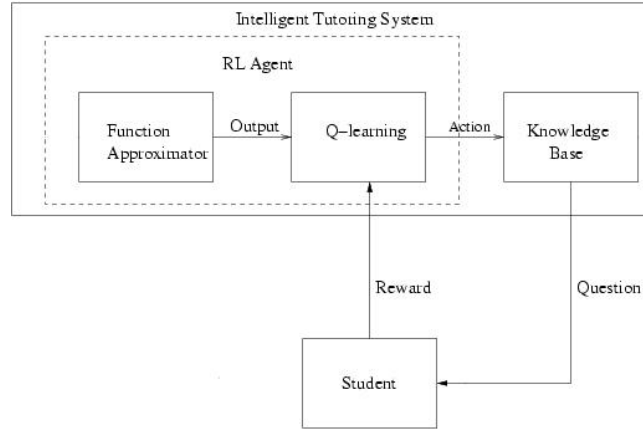 Intelligent Tutoring System
RL Agent
Function
Approximator
Output
Q-learning
Action
Knowledge
Base
Reward
Question
Student